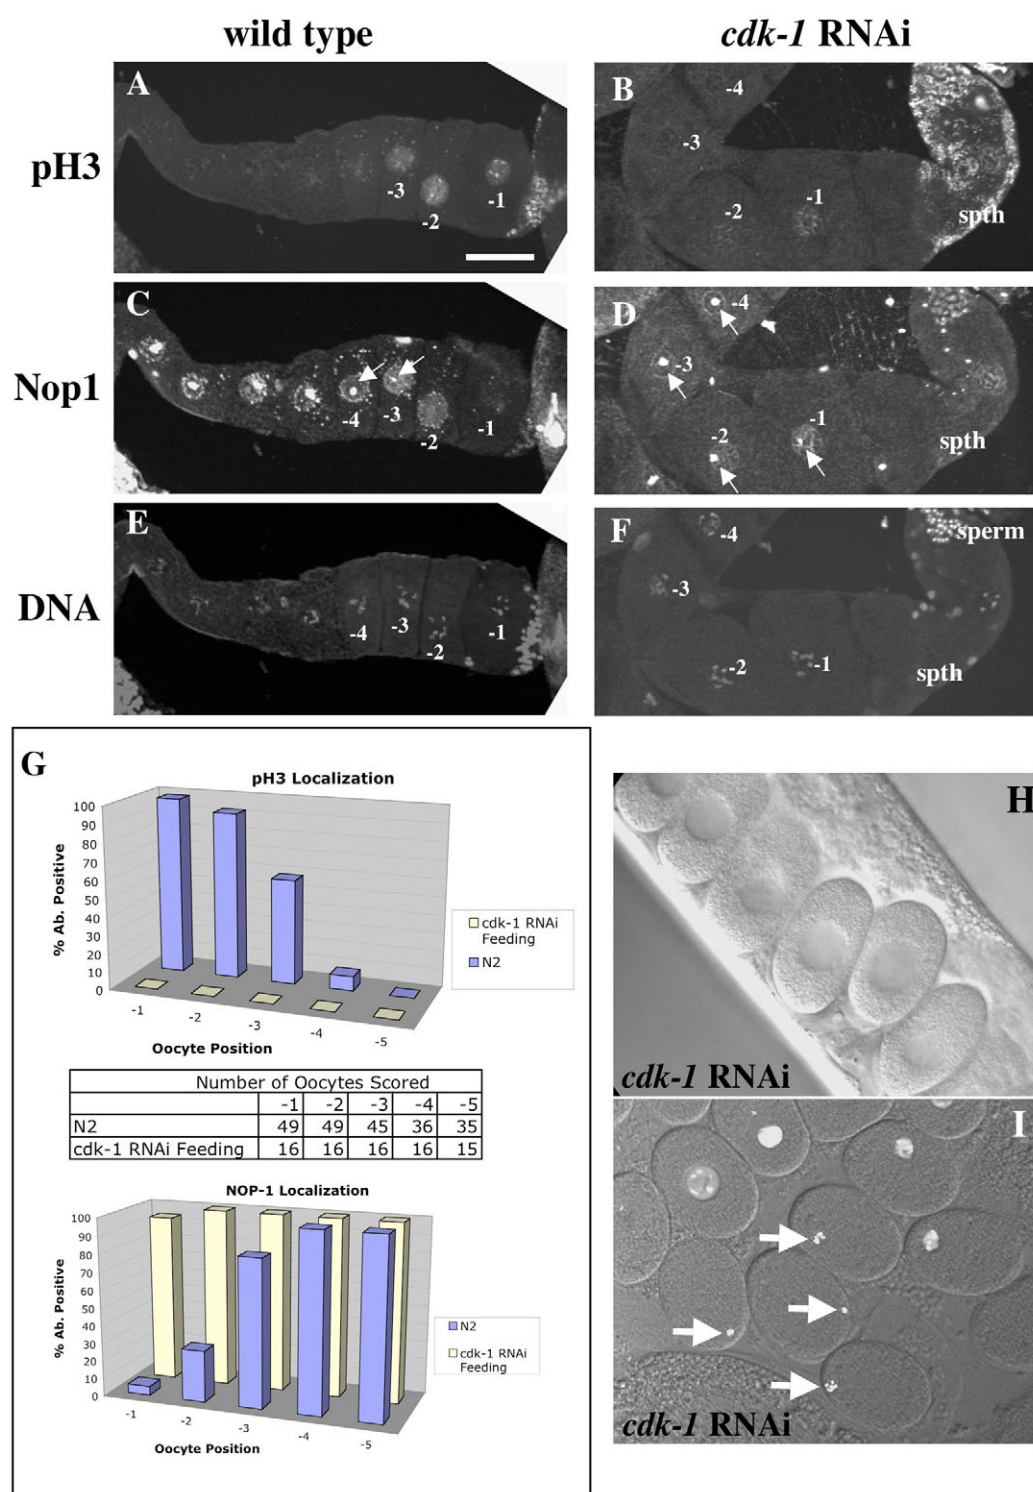 wild type
cdk-1 RNAi
pH3
A
-3
-2
-1
B
-4
-3
-2
-1
spth
Nop1
C
-4
-3
-2
-1
D
-4
-3
-2
-1
spth
DNA
E
-4
-3
-2
-1
F
-4
sperm
-3
-2
-1
spth
G
pH3 Localization
% Ab. Positive
100
90
80
70
60
50
40
30
20
10
0
-1
-2
-3
-4
-5
Oocyte Position
cdk-1 RNAi
Feeding
N2
Number of Oocytes Scored
-1 -2 -3 -4 -5
N2 49 49 45 36 35
cdk-1 RNAi Feeding 16 16 16 16 15
NOP-1 Localization
% Ab. Positive
100
90
80
70
60
50
40
30
20
10
0
-1
-2
-3
-4
-5
Oocyte Position
N2
cdk-1 RNAi
Feeding
H
cdk-1 RNAi
I
cdk-1 RNAi